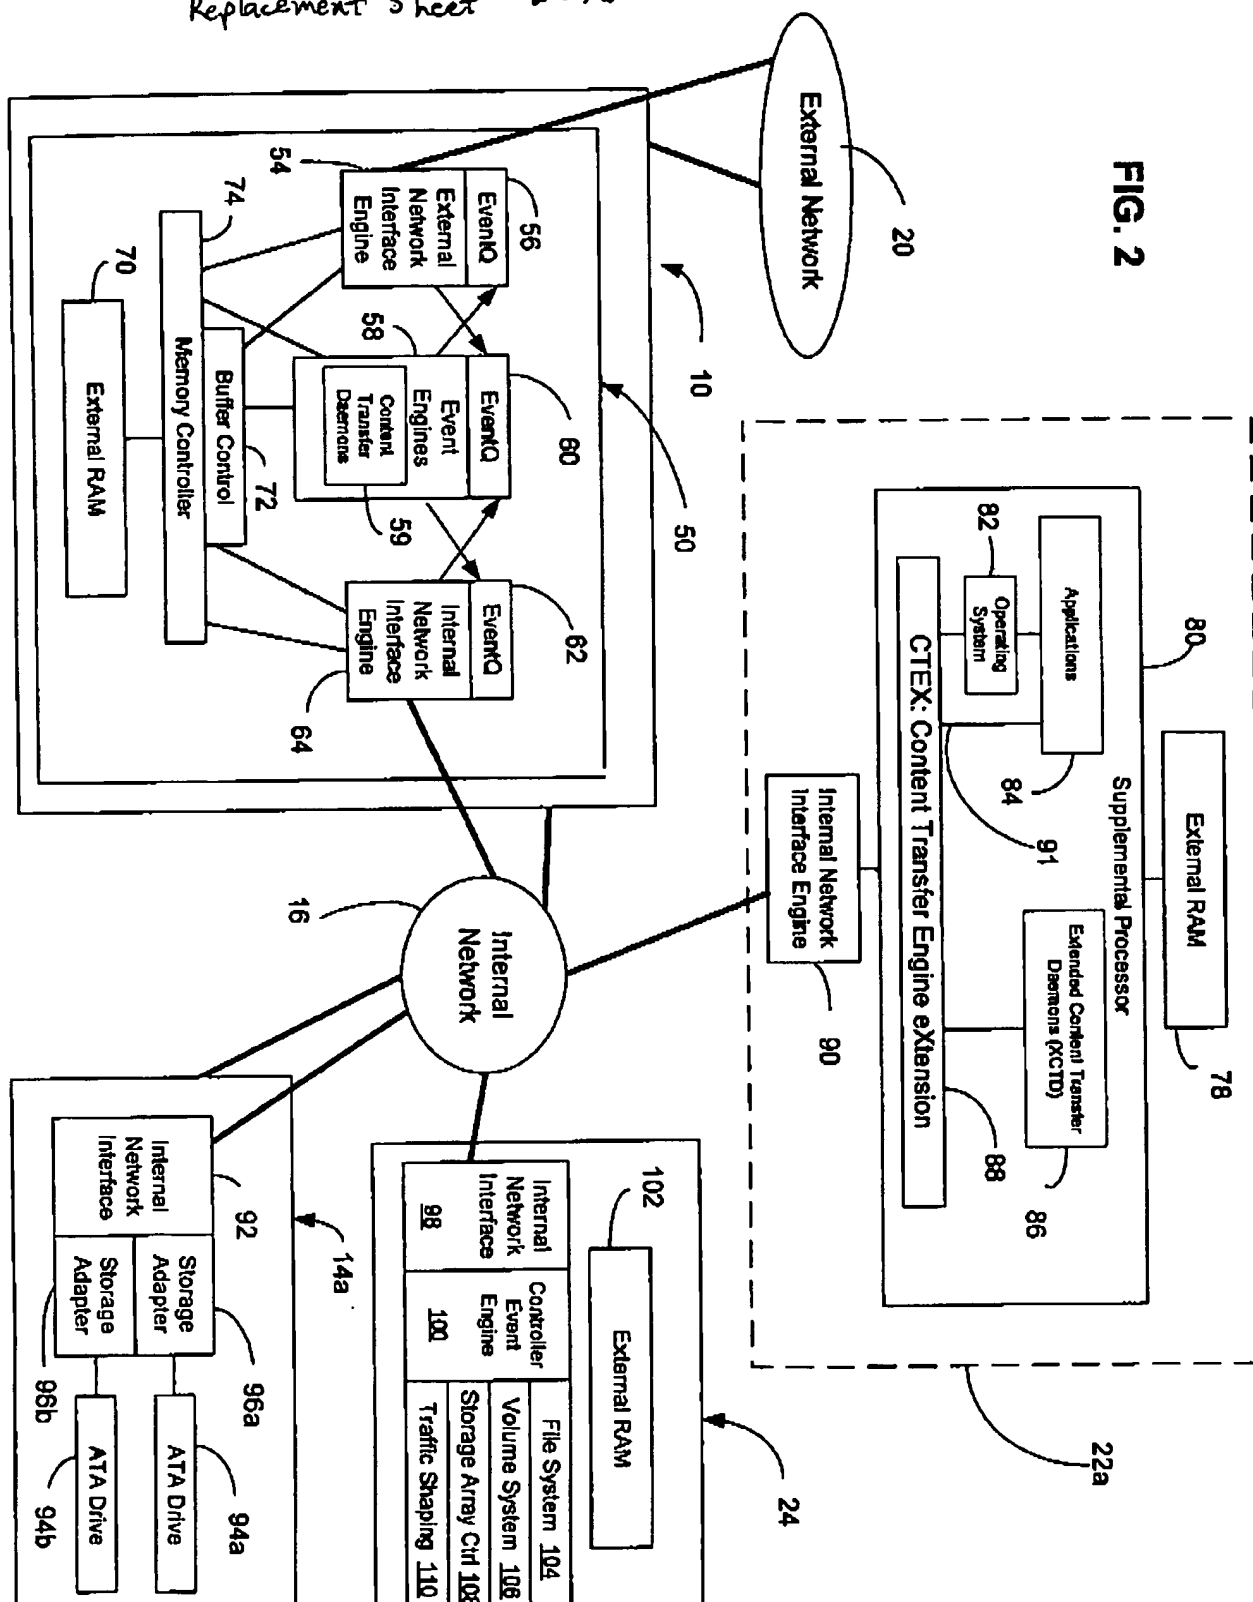 Replacement Sheet
FIG. 2
External Network
20
10
50
54
EventQ
56
External
Network
Interface
Engine
58
EventQ
60
Event
Engines
Content
Transfer
Daemons
59
EventQ
62
Internal
Network
Interface
Engine
64
74
Buffer Control
72
Memory Controller
70
External RAM
External RAM
78
80
Supplemental Processor
Applications
84
82
Operating
System
91
Extended Content Transfer
Daemons (XCTD)
86
CTEX: Content Transfer Engine eXtension
88
Internal Network
Interface Engine
90
22a
16
Internal
Network
24
102
External RAM
Internal
Network
Interface
98
Controller
Event
Engine
100
File System 104
Volume System 106
Storage Array Ctrl
Traffic Shaping 110
14a
Internal
Network
Interface
92
Storage
Adapter
96a
Storage
Adapter
96b
ATA Drive
94a
ATA Drive
94b